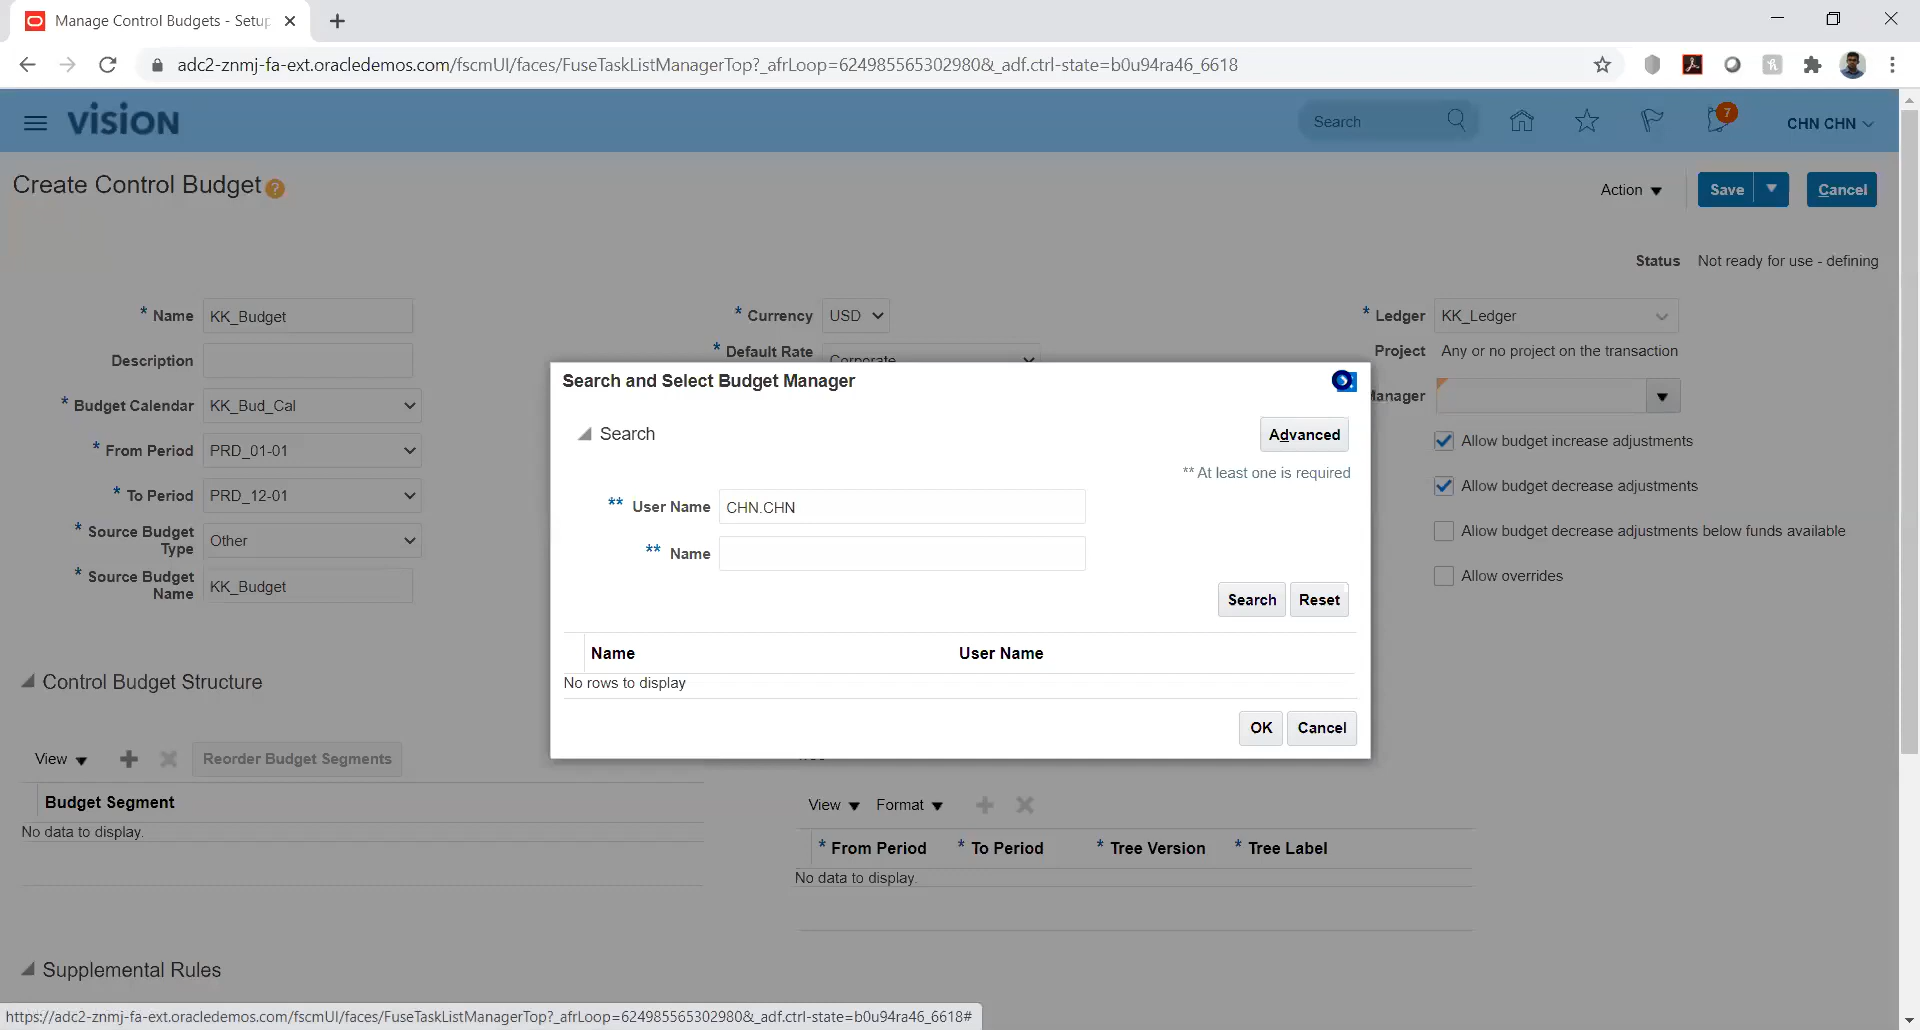 Manage Control Budgets - Setup
adc2-znmj-fa-ext.oracledemos.com/fscmUI/faces/FuseTaskListManagerTop?_afrLoop=624985565302980&_adf.ctrl-state=b0u94ra46_6618
vision
Search
7
CHN CHN
Create Control Budget
?
Action
Save
Cancel
Status Not ready for use - defining
* Name KK_Budget
* Currency USD
* Ledger KK_Ledger
Description
* Default Rate Corporate
Project Any or no project on the transaction
* Budget Calendar KK_Bud_Cal
Manager
* From Period PRD_01-01
Allow budget increase adjustments
* To Period PRD_12-01
Allow budget decrease adjustments
* Source Budget
Type
Other
Allow budget decrease adjustments below funds available
* Source Budget
Name
KK_Budget
Allow overrides
Search and Select Budget Manager
Search
Advanced
** At least one is required
** User Name CHN.CHN
** Name
Search Reset
Name User Name
No rows to display
OK Cancel
Control Budget Structure
View Reorder Budget Segments
Budget Segment
No data to display.
View Format
* From Period * To Period * Tree Version * Tree Label
No data to display.
Supplemental Rules
https://adc2-znmj-fa-ext.oracledemos.com/fscmUI/faces/FuseTaskListManagerTop?_afrLoop=624985565302980&_adf.ctrl-state=b0u94ra46_6618#